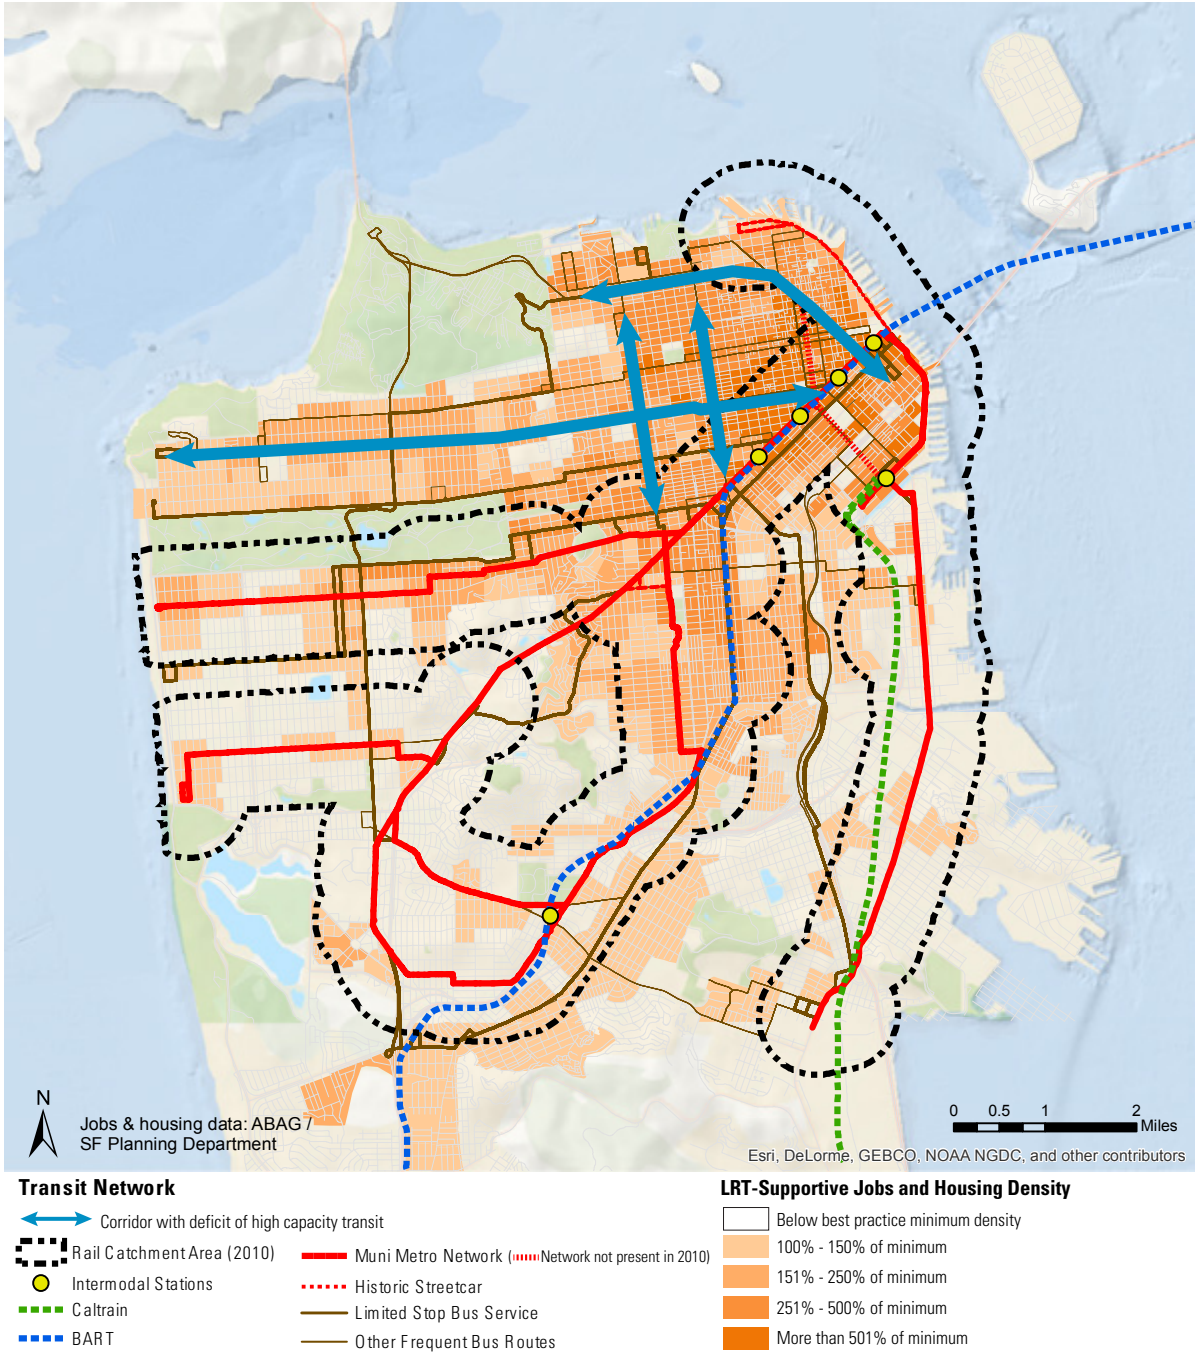 N
Jobs & housing data: ABAG /
SF Planning Department
0 0.5 1 2
Miles
Esri, DeLorme, GEBCO, NOAA NGDC, and other contributors
Transit Network
Corridor with deficit of high capacity transit
Rail Catchment Area (2010)
Intermodal Stations
Caltrain
BART
Muni Metro Network (Network not present in 2010)
Historic Streetcar
Limited Stop Bus Service
Other Frequent Bus Routes
LRT-Supportive Jobs and Housing Density
Below best practice minimum density
100% - 150% of minimum
151% - 250% of minimum
251% - 500% of minimum
More than 501% of minimum